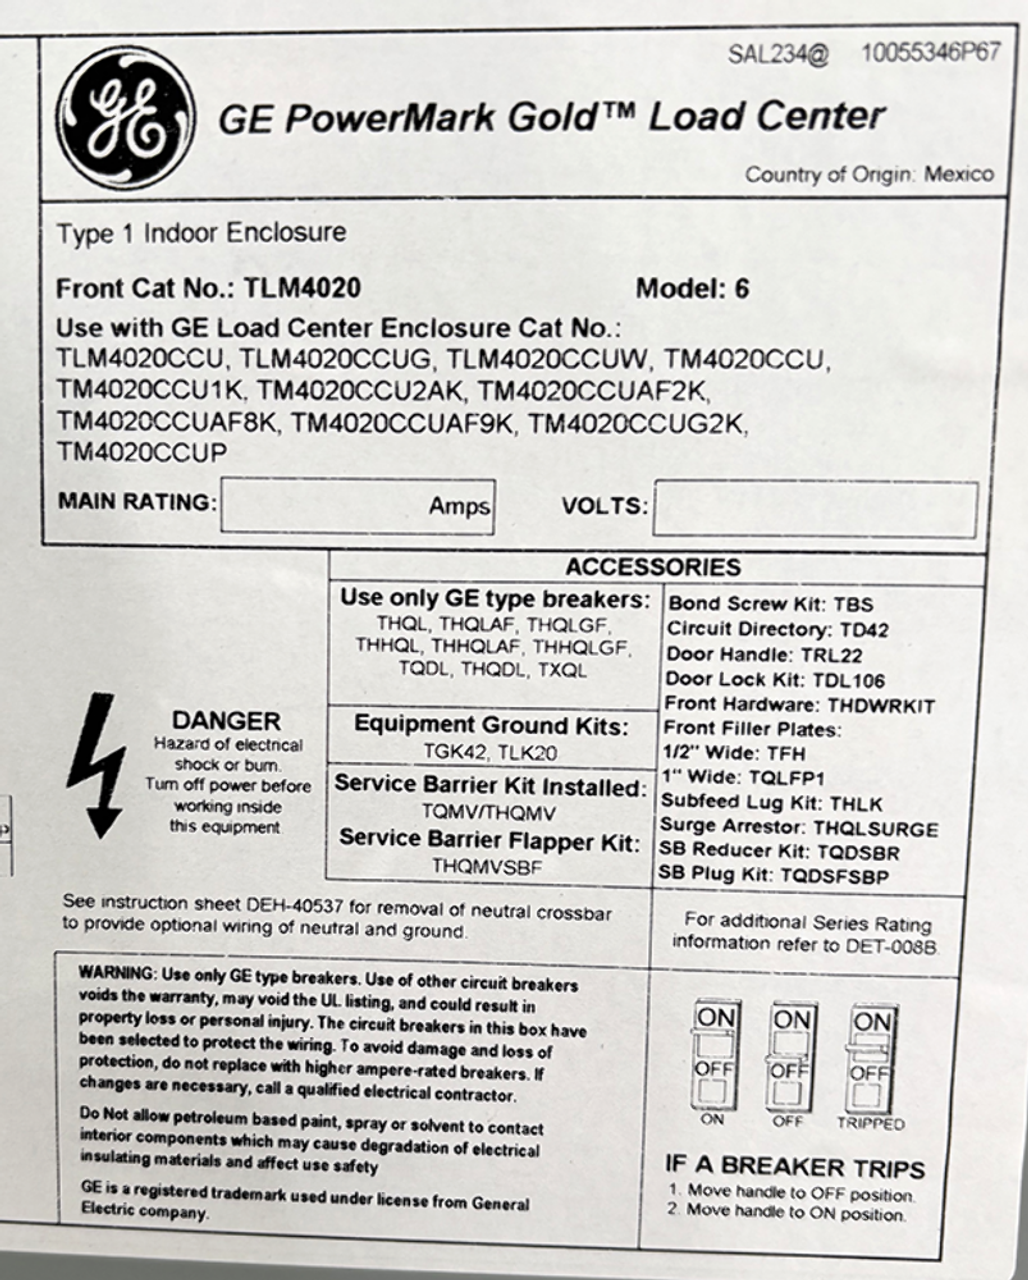 SAL234@ 10055346P67
GE
GE PowerMark Gold™ Load Center
Country of Origin: Mexico
Type 1 Indoor Enclosure
Front Cat No.: TLM4020 Model: 6
Use with GE Load Center Enclosure Cat No.:
TLM4020CCU, TLM4020CCUG, TLM4020CCUW, TM4020CCU,
TM4020CCU1K, TM4020CCU2AK, TM4020CCUAF2K,
TM4020CCUAF8K, TM4020CCUAF9K, TM4020CCUG2K,
TM4020CCUP
MAIN RATING: Amps VOLTS:
ACCESSORIES
Use only GE type breakers:
THQL, THQLAF, THQLGF,
THHQL, THHQLAF, THHQLGF,
TQDL, THQDL, TXQL
Equipment Ground Kits:
TGK42, TLK20
Service Barrier Kit Installed:
TQMV/THQMV
Service Barrier Flapper Kit:
THQMVSBF
Bond Screw Kit: TBS
Circuit Directory: TD42
Door Handle: TRL22
Door Lock Kit: TDL106
Front Hardware: THDWRKIT
Front Filler Plates:
1/2" Wide: TFH
1" Wide: TQLFP1
Subfeed Lug Kit: THLK
Surge Arrestor: THQLSURGE
SB Reducer Kit: TQDSBR
SB Plug Kit: TQDSFSBP
DANGER
Hazard of electrical
shock or burn.
Turn off power before
working inside
this equipment
See instruction sheet DEH-40537 for removal of neutral crossbar
to provide optional wiring of neutral and ground.
For additional Series Rating
information refer to DET-008B.
WARNING: Use only GE type breakers. Use of other circuit breakers
voids the warranty, may void the UL listing, and could result in
property loss or personal injury. The circuit breakers in this box have
been selected to protect the wiring. To avoid damage and loss of
protection, do not replace with higher ampere-rated breakers. If
changes are necessary, call a qualified electrical contractor.
Do Not allow petroleum based paint, spray or solvent to contact
interior components which may cause degradation of electrical
insulating materials and affect use safety
GE is a registered trademark used under license from General
Electric company.
ON ON ON
OFF OFF OFF
ON OFF TRIPPED
IF A BREAKER TRIPS
1. Move handle to OFF position.
2. Move handle to ON position.